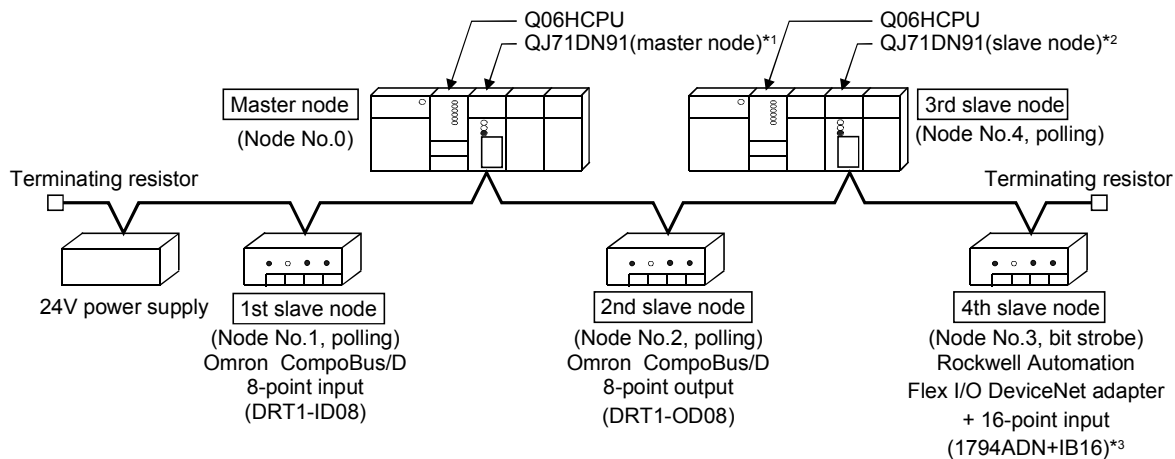 Q06HCPU
QJ71DN91(master node)*1
Q06HCPU
QJ71DN91(slave node)*2
Master node
(Node No.0)
3rd slave node
(Node No.4, polling)
Terminating resistor
Terminating resistor
24V power supply
1st slave node
(Node No.1, polling)
Omron CompoBus/D
8-point input
(DRT1-ID08)
2nd slave node
(Node No.2, polling)
Omron CompoBus/D
8-point output
(DRT1-OD08)
4th slave node
(Node No.3, bit strobe)
Rockwell Automation
Flex I/O DeviceNet adapter
+ 16-point input
(1794ADN+IB16)*3